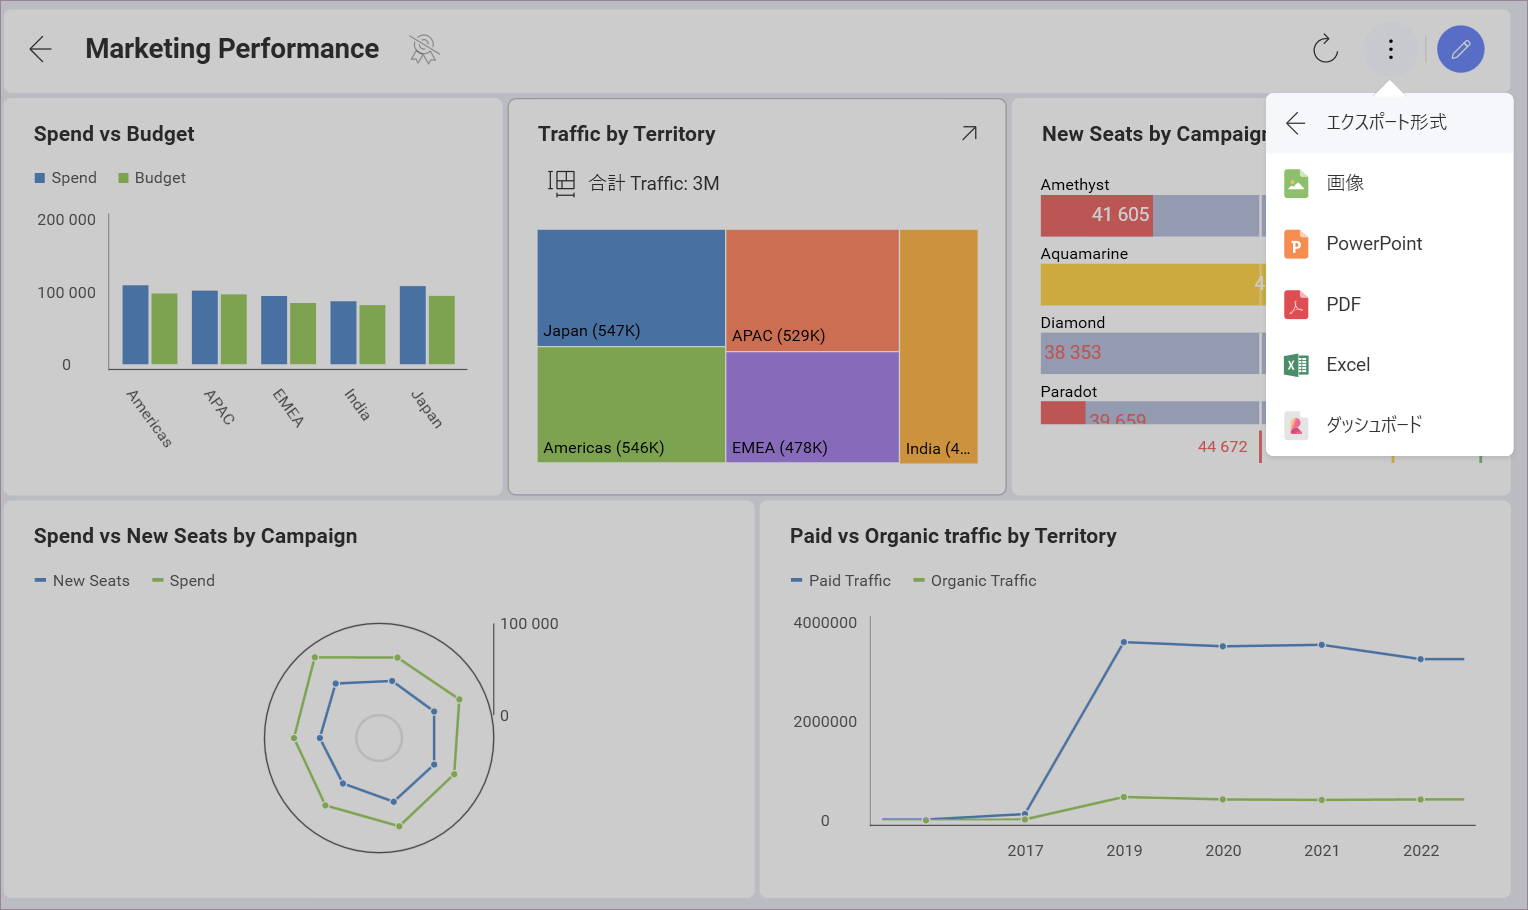 Marketing Performance
Spend vs Budget
Spend
Budget
200 000
100 000
0
Americas
APAC
EMEA
India
Japan
Traffic by Territory
合計 Traffic: 3M
Japan (547K)
APAC (529K)
Americas (546K)
EMEA (478K)
India (4...
New Seats by Campaign
Amethyst
41 605
Aquamarine
4
Diamond
38 353
Paradot
39 659
44 672
エクスポート形式
画像
PowerPoint
PDF
Excel
ダッシュボード
Spend vs New Seats by Campaign
New Seats
Spend
100 000
0
Paid vs Organic traffic by Territory
Paid Traffic
Organic Traffic
4000000
2000000
0
2017
2019
2020
2021
2022